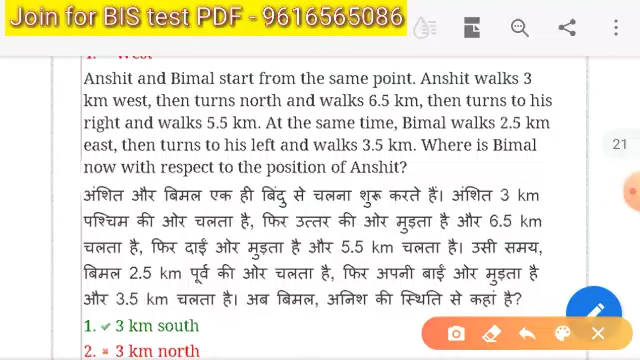 Join for BIS test PDF - 9616565086
1. West
Anshit and Bimal start from the same point. Anshit walks 3
km west, then turns north and walks 6.5 km, then turns to his
right and walks 5.5 km. At the same time, Bimal walks 2.5 km
east, then turns to his left and walks 3.5 km. Where is Bimal
now with respect to the position of Anshit?
21
अंशित और बिमल एक ही बिंदु से चलना शुरू करते हैं। अंशित 3 km
पश्चिम की ओर चलता है, फिर उत्तर की ओर मुड़ता है और 6.5 km
चलता है, फिर दाईं ओर मुड़ता है और 5.5 km चलता है। उसी समय,
बिमल 2.5 km पूर्व की ओर चलता है, फिर अपनी बाईं ओर मुड़ता है
और 3.5 km चलता है। अब बिमल, अनिश की स्थिति से कहां है?
1. ✓ 3 km south
2. ✖ 3 km north